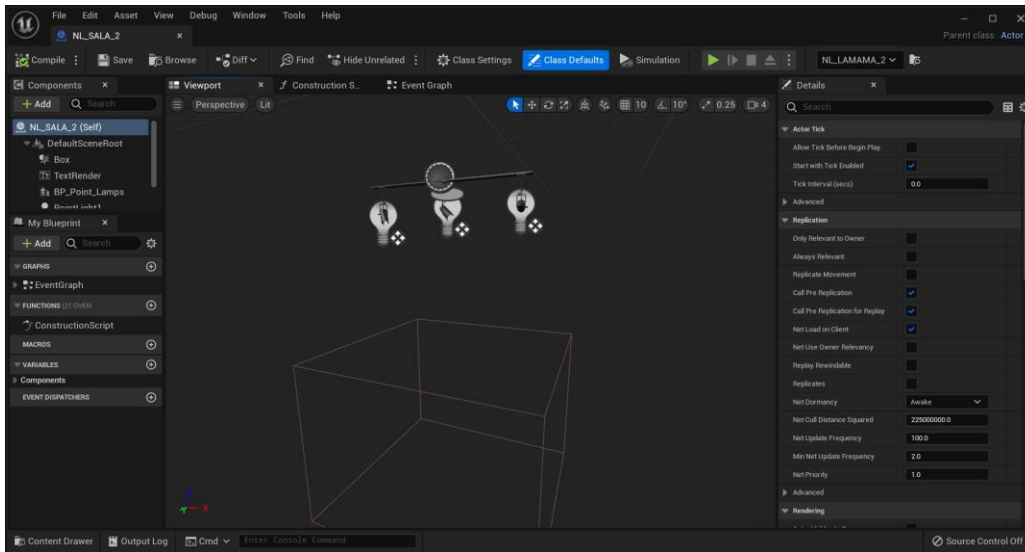 File Edit Asset View Debug Window Tools Help
NL_SALA_2
Parent class: Actor
Compile Save Browse Diff Find Hide Unrelated Class Settings Class Defaults Simulation NL_LAMAMA_2
Components
Add Search
NL_SALA_2 (Self)
DefaultSceneRoot
Box
TextRender
BP_Point_Lamps
PointLight1
My Blueprint
Add Search
GRAPHS
EventGraph
FUNCTIONS (21 OVERR
ConstructionScript
MACROS
VARIABLES
Components
EVENT DISPATCHERS
Viewport Construction S... Event Graph
Perspective Lit 10 10° 0.25 4
X
Details
Search
Actor Tick
Allow Tick Before Begin Play
Start with Tick Enabled
Tick Interval (secs) 0.0
Advanced
Replication
Only Relevant to Owner
Always Relevant
Replicate Movement
Call Pre Replication
Call Pre Replication for Replay
Net Load on Client
Net Use Owner Relevancy
Replay Rewindable
Replicates
Net Dormancy Awake
Net Cull Distance Squared 225000000.0
Net Update Frequency 100.0
Min Net Update Frequency 2.0
Net Priority 1.0
Advanced
Rendering
Content Drawer Output Log Cmd Enter Console Command Source Control Off